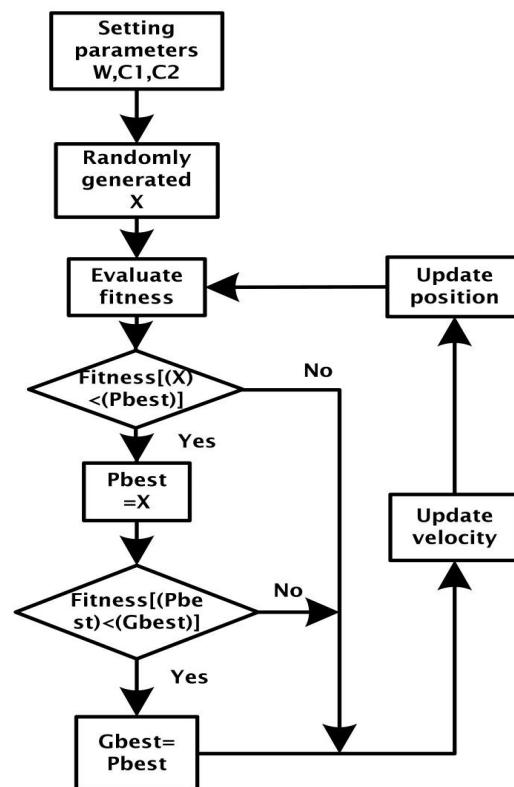 Setting
parameters
W,C1,C2
Randomly
generated
X
Evaluate
fitness
Update
position
Fitness[(X)
<(Pbest)]
No
Yes
Pbest
=X
Update
velocity
Fitness[(Pbe
st)<(Gbest)]
No
Yes
Gbest=
Pbest